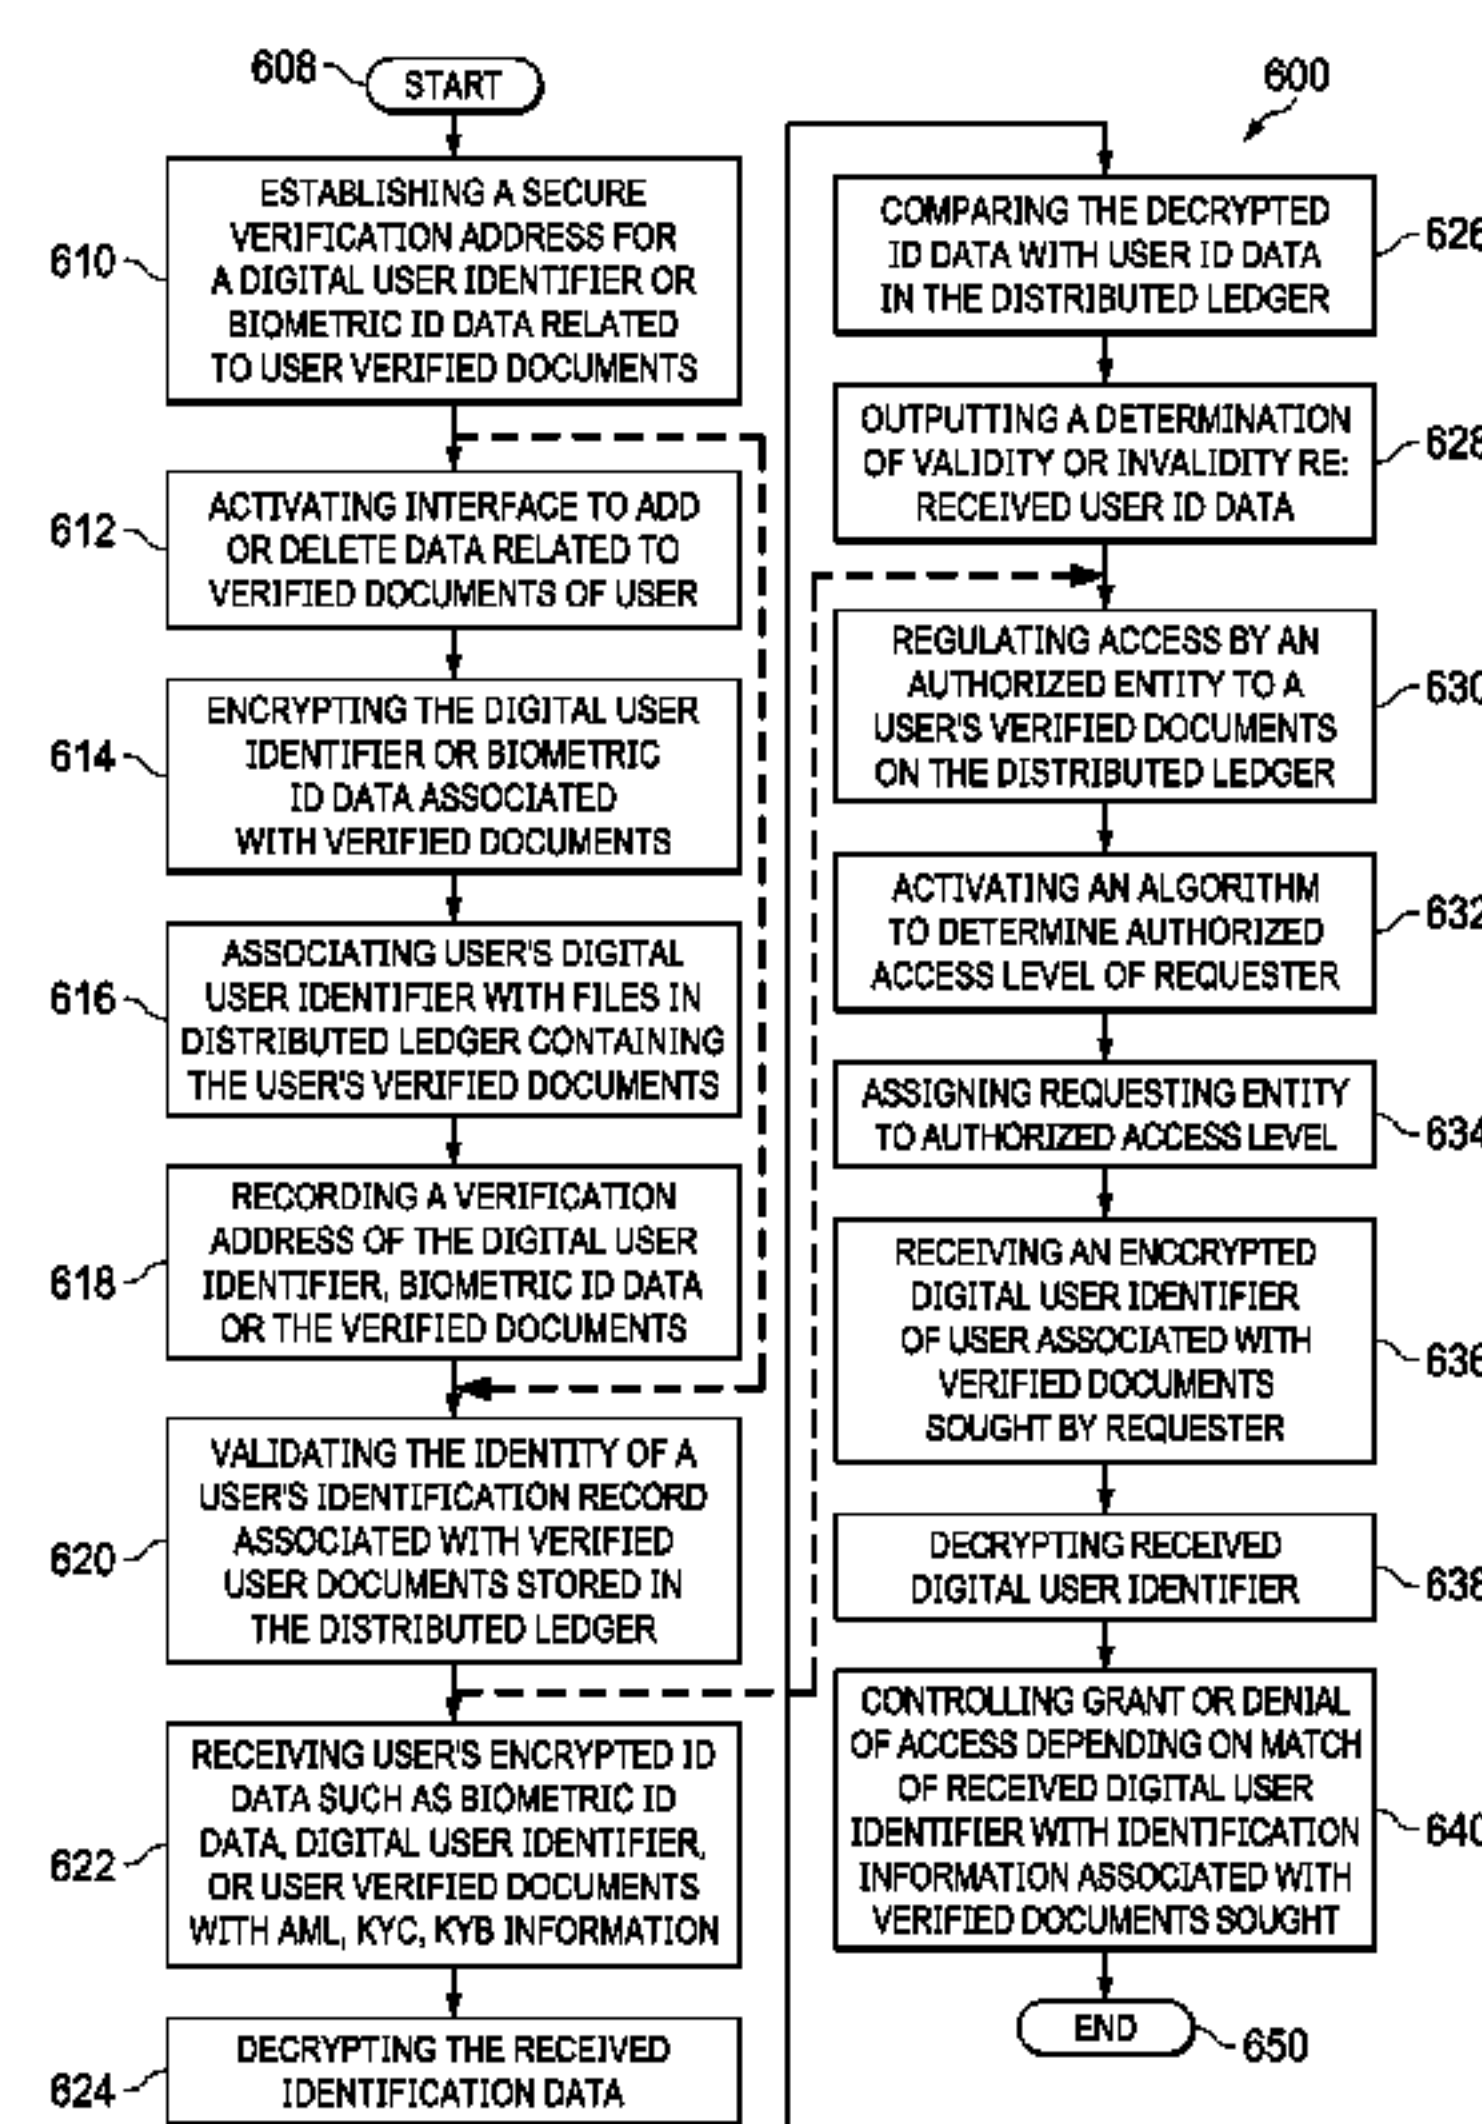 608
START
610
ESTABLISHING A SECURE
VERIFICATION ADDRESS FOR
A DIGITAL USER IDENTIFIER OR
BIOMETRIC ID DATA RELATED
TO USER VERIFIED DOCUMENTS
612
ACTIVATING INTERFACE TO ADD
OR DELETE DATA RELATED TO
VERIFIED DOCUMENTS OF USER
614
ENCRYPTING THE DIGITAL USER
IDENTIFIER OR BIOMETRIC
ID DATA ASSOCIATED
WITH VERIFIED DOCUMENTS
616
ASSOCIATING USER'S DIGITAL
USER IDENTIFIER WITH FILES IN
DISTRIBUTED LEDGER CONTAINING
THE USER'S VERIFIED DOCUMENTS
618
RECORDING A VERIFICATION
ADDRESS OF THE DIGITAL USER
IDENTIFIER, BIOMETRIC ID DATA
OR THE VERIFIED DOCUMENTS
620
VALIDATING THE IDENTITY OF A
USER'S IDENTIFICATION RECORD
ASSOCIATED WITH VERIFIED
USER DOCUMENTS STORED IN
THE DISTRIBUTED LEDGER
622
RECEIVING USER'S ENCRYPTED ID
DATA SUCH AS BIOMETRIC ID
DATA, DIGITAL USER IDENTIFIER,
OR USER VERIFIED DOCUMENTS
WITH AML, KYC, KYB INFORMATION
624
DECRYPTING THE RECEIVED
IDENTIFICATION DATA
600
COMPARING THE DECRYPTED
ID DATA WITH USER ID DATA
IN THE DISTRIBUTED LEDGER
626
OUTPUTTING A DETERMINATION
OF VALIDITY OR INVALIDITY RE:
RECEIVED USER ID DATA
628
REGULATING ACCESS BY AN
AUTHORIZED ENTITY TO A
USER'S VERIFIED DOCUMENTS
ON THE DISTRIBUTED LEDGER
630
ACTIVATING AN ALGORITHM
TO DETERMINE AUTHORIZED
ACCESS LEVEL OF REQUESTER
632
ASSIGNING REQUESTING ENTITY
TO AUTHORIZED ACCESS LEVEL
634
RECEIVING AN ENCCRYPTED
DIGITAL USER IDENTIFIER
OF USER ASSOCIATED WITH
VERIFIED DOCUMENTS
SOUGHT BY REQUESTER
636
DECRYPTING RECEIVED
DIGITAL USER IDENTIFIER
638
CONTROLLING GRANT OR DENIAL
OF ACCESS DEPENDING ON MATCH
OF RECEIVED DIGITAL USER
IDENTIFIER WITH IDENTIFICATION
INFORMATION ASSOCIATED WITH
VERIFIED DOCUMENTS SOUGHT
640
END
650